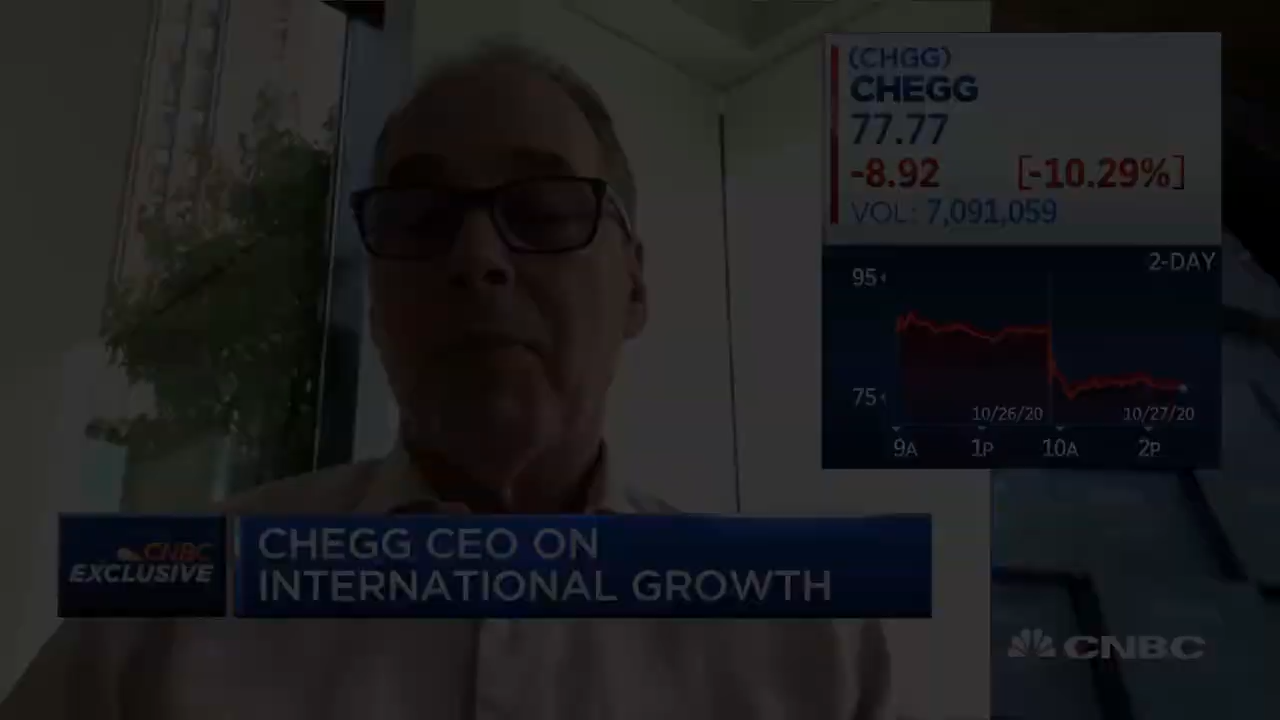 (CHGG)
CHEGG
77.77
-8.92 [-10.29%]
VOL: 7,091,059
2-DAY
95
75
10/26/20 10/27/20
9A 1P 10A 2P
CNBC
EXCLUSIVE
CHEGG CEO ON
INTERNATIONAL GROWTH
CNBC